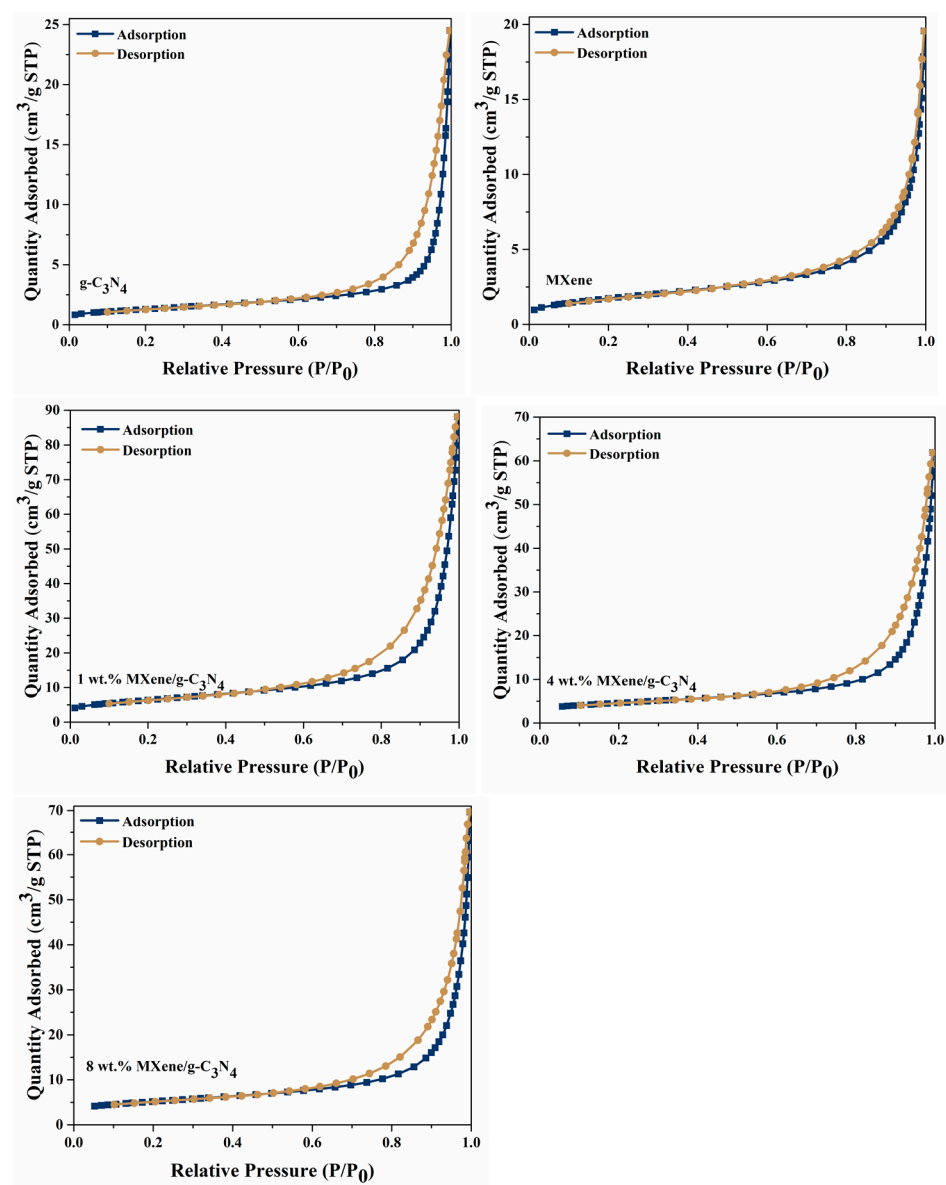 25
20
15
10
5
0
0.0 0.2 0.4 0.6 0.8 1.0
Quantity Adsorbed (cm³/g STP)
Relative Pressure (P/P₀)
Adsorption
Desorption
g-C₃N₄
20
15
10
5
0
0.0 0.2 0.4 0.6 0.8 1.0
Quantity Adsorbed (cm³/g STP)
Relative Pressure (P/P₀)
Adsorption
Desorption
MXene
90
80
70
60
50
40
30
20
10
0
0.0 0.2 0.4 0.6 0.8 1.0
Quantity Adsorbed (cm³/g STP)
Relative Pressure (P/P₀)
Adsorption
Desorption
1 wt.% MXene/g-C₃N₄
70
60
50
40
30
20
10
0
0.0 0.2 0.4 0.6 0.8 1.0
Quantity Adsorbed (cm³/g STP)
Relative Pressure (P/P₀)
Adsorption
Desorption
4 wt.% MXene/g-C₃N₄
70
60
50
40
30
20
10
0
0.0 0.2 0.4 0.6 0.8 1.0
Quantity Adsorbed (cm³/g STP)
Relative Pressure (P/P₀)
Adsorption
Desorption
8 wt.% MXene/g-C₃N₄